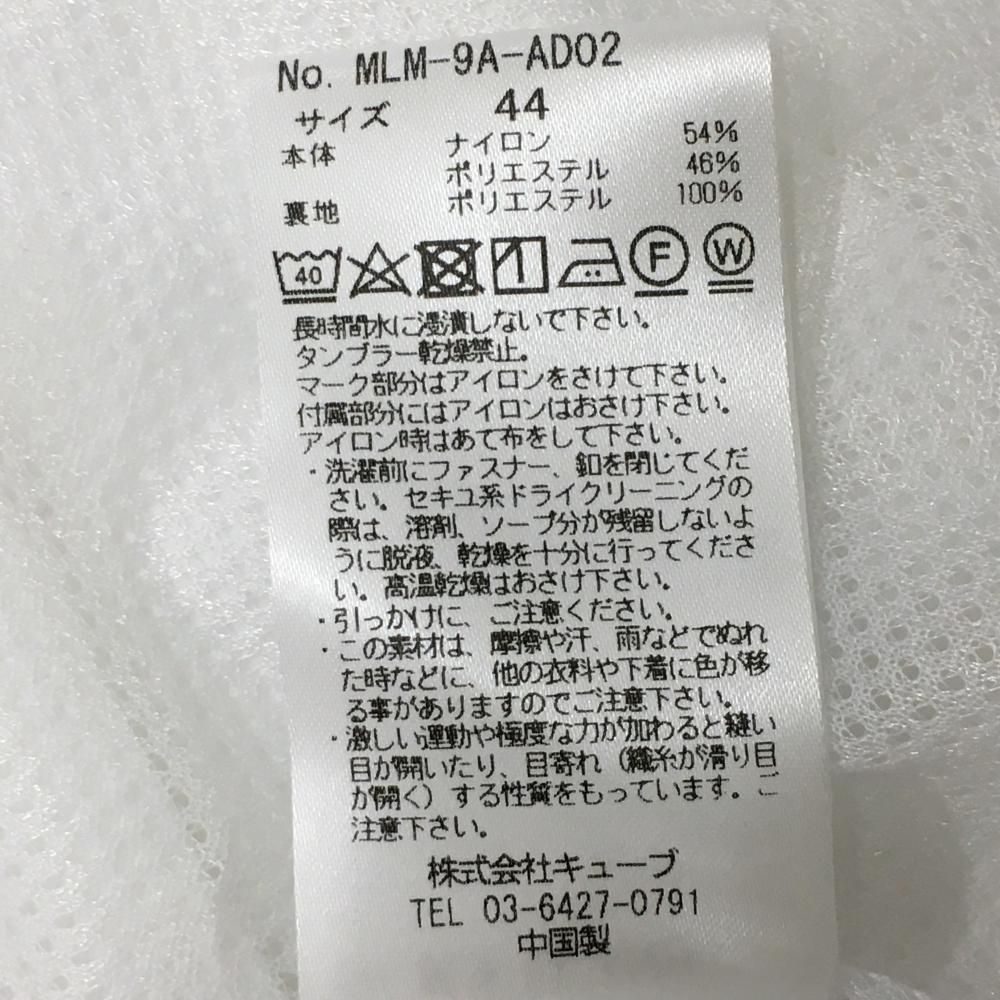 No. MLM-9A-AD02
サイズ 44
本体 ナイロン 54%
ポリエステル 46%
裏地 ポリエステル 100%
40 F W
長時間水に浸漬しないで下さい。
タンブラー乾燥禁止。
マーク部分はアイロンをさけて下さい。
付属部分にはアイロンはおさけ下さい。
アイロン時はあて布をして下さい。
・洗濯前にファスナー、釦を閉じてくだ
さい。セキユ系ドライクリーニングの
際は、溶剤、ソープ分が残留しないよ
うに脱液、乾燥を十分に行ってくださ
い。高温乾燥はおさけ下さい。
・引っかけに、ご注意ください。
・この素材は、摩擦や汗、雨などでぬれ
た時などに、他の衣料や下着に色が移
る事がありますのでご注意下さい。
・激しい運動や極度な力が加わると縫い
目が開いたり、目寄れ（織糸が滑り目
が開く）する性質をもっています。ご
注意下さい。
株式会社キューブ
TEL 03-6427-0791
中国製